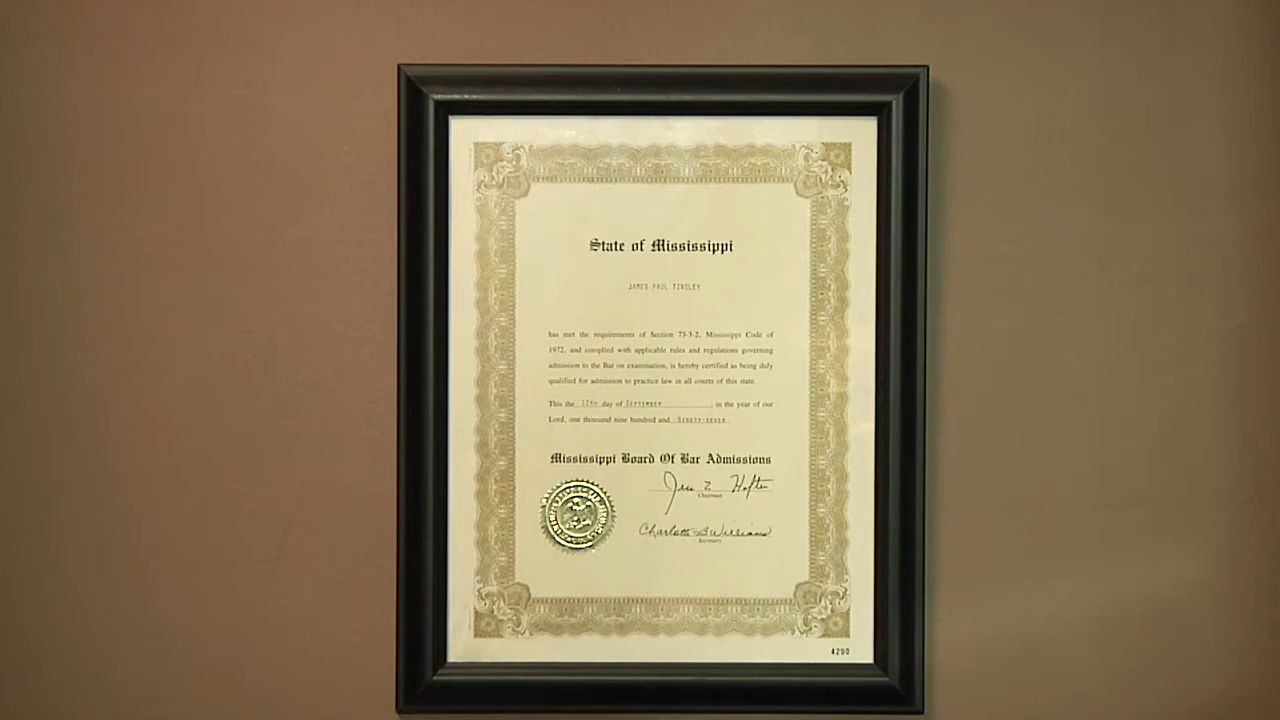 State of Mississippi
JAMES PAUL TINSLEY
has met the requirements of Section 73-3-2, Mississippi Code of
1972, and complied with applicable rules and regulations governing
admission to the Bar on examination, is hereby certified as being duly
qualified for admission to practice law in all courts of this state.
This the 12TH day of SEPTEMBER, in the year of our
Lord, one thousand nine hundred and NINETY-SEVEN
Mississippi Board Of Bar Admissions
Chairman
Charlotte B Williams
Secretary
4290